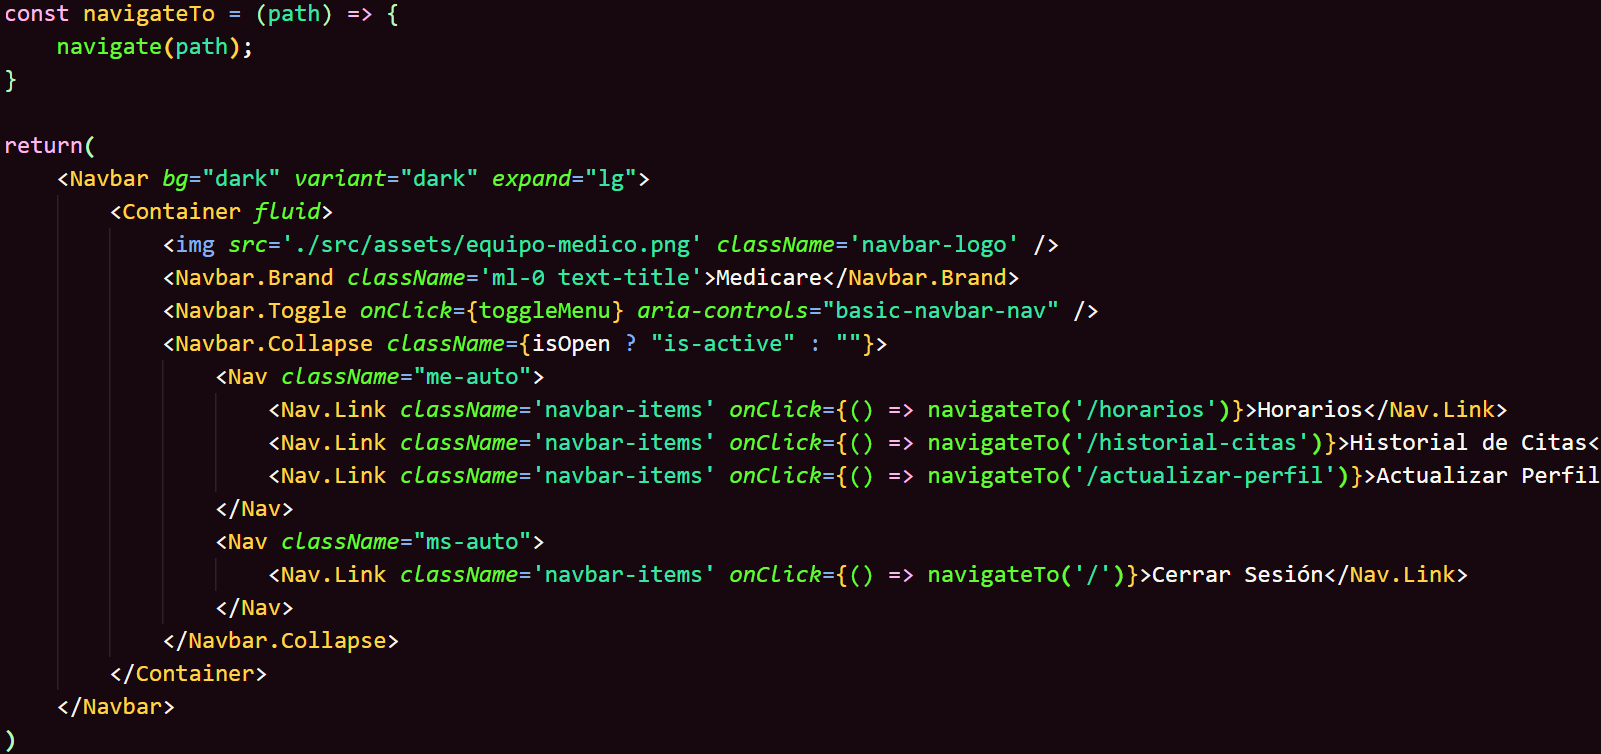 const navigateTo = (path) => {
    navigate(path);
}

return(
    <Navbar bg="dark" variant="dark" expand="lg">
        <Container fluid>
            <img src='./src/assets/equipo-medico.png' className='navbar-logo' />
            <Navbar.Brand className='ml-0 text-title'>Medicare</Navbar.Brand>
            <Navbar.Toggle onClick={toggleMenu} aria-controls="basic-navbar-nav" />
            <Navbar.Collapse className={isOpen ? "is-active" : ""}>
                <Nav className="me-auto">
                    <Nav.Link className='navbar-items' onClick={() => navigateTo('/horarios')}>Horarios</Nav.Link>
                    <Nav.Link className='navbar-items' onClick={() => navigateTo('/historial-citas')}>Historial de Citas<
                    <Nav.Link className='navbar-items' onClick={() => navigateTo('/actualizar-perfil')}>Actualizar Perfil
                </Nav>
                <Nav className="ms-auto">
                    <Nav.Link className='navbar-items' onClick={() => navigateTo('/')}>Cerrar Sesión</Nav.Link>
                </Nav>
            </Navbar.Collapse>
        </Container>
    </Navbar>
)